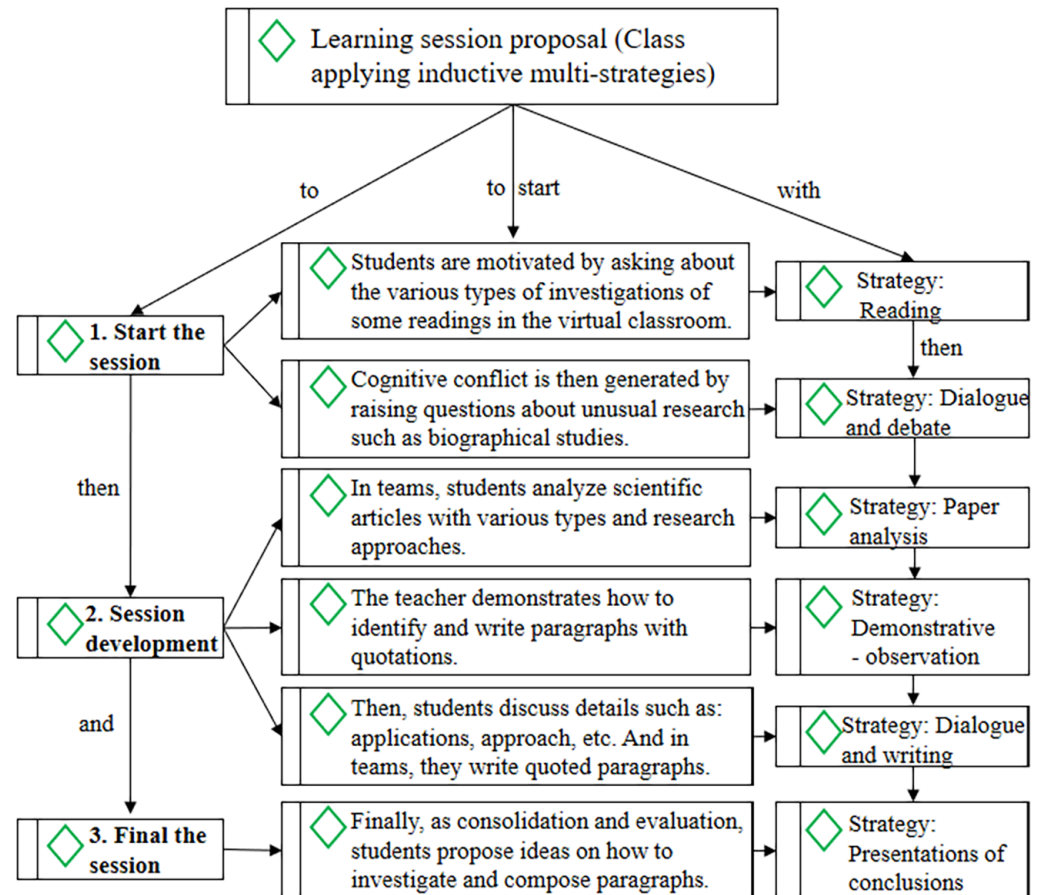 Learning session proposal (Class
applying inductive multi-strategies)
to
to start
with
Students are motivated by asking about
the various types of investigations of
some readings in the virtual classroom.
Strategy:
Reading
1. Start the
session
then
Cognitive conflict is then generated by
raising questions about unusual research
such as biographical studies.
Strategy: Dialogue
and debate
then
In teams, students analyze scientific
articles with various types and research
approaches.
Strategy: Paper
analysis
2. Session
development
The teacher demonstrates how to
identify and write paragraphs with
quotations.
Strategy:
Demonstrative
- observation
and
Then, students discuss details such as:
applications, approach, etc. And in
teams, they write quoted paragraphs.
Strategy: Dialogue
and writing
3. Final the
session
Finally, as consolidation and evaluation,
students propose ideas on how to
investigate and compose paragraphs.
Strategy:
Presentations of
conclusions